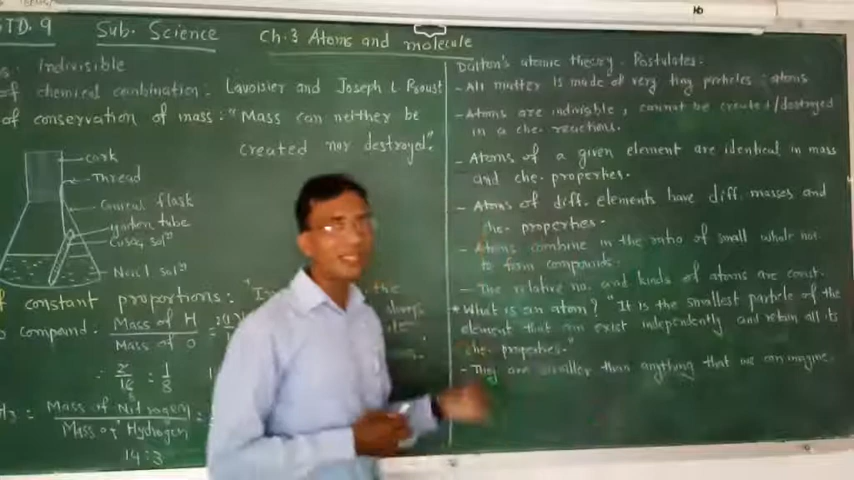 STD. 9 Sub. Science Ch. 3 Atoms and molecule
Indivisible
of chemical combination: Lavoisier and Joseph L. Proust
of conservation of mass: "Mass can neither be
created nor destroyed"
cork
Thread
Conical flask
CuSO4 sol
Na cl sol
of constant proportions:
compound. Mass of H
Mass of O
2/16 = 1/8
H3 = Mass of Nitrogen
Mass of Hydrogen
14:3
Dalton's atomic theory. Postulates:
- All matter is made of very tiny particles : atoms
- Atoms are indivisible, cannot be created/destroyed
in a che. reactions.
- Atoms of a given element are identical in mass
and che. properties.
- Atoms of diff. elements have diff. masses and
che. properties.
- Atoms combine in the ratio of small whole no.
to form compounds.
- The relative no. and kinds of atoms are const.
* What is an atom? "It is the smallest particle of the
element that can exist independently and retain all its
che. properties."
- They are smaller than anything that we can imagine.